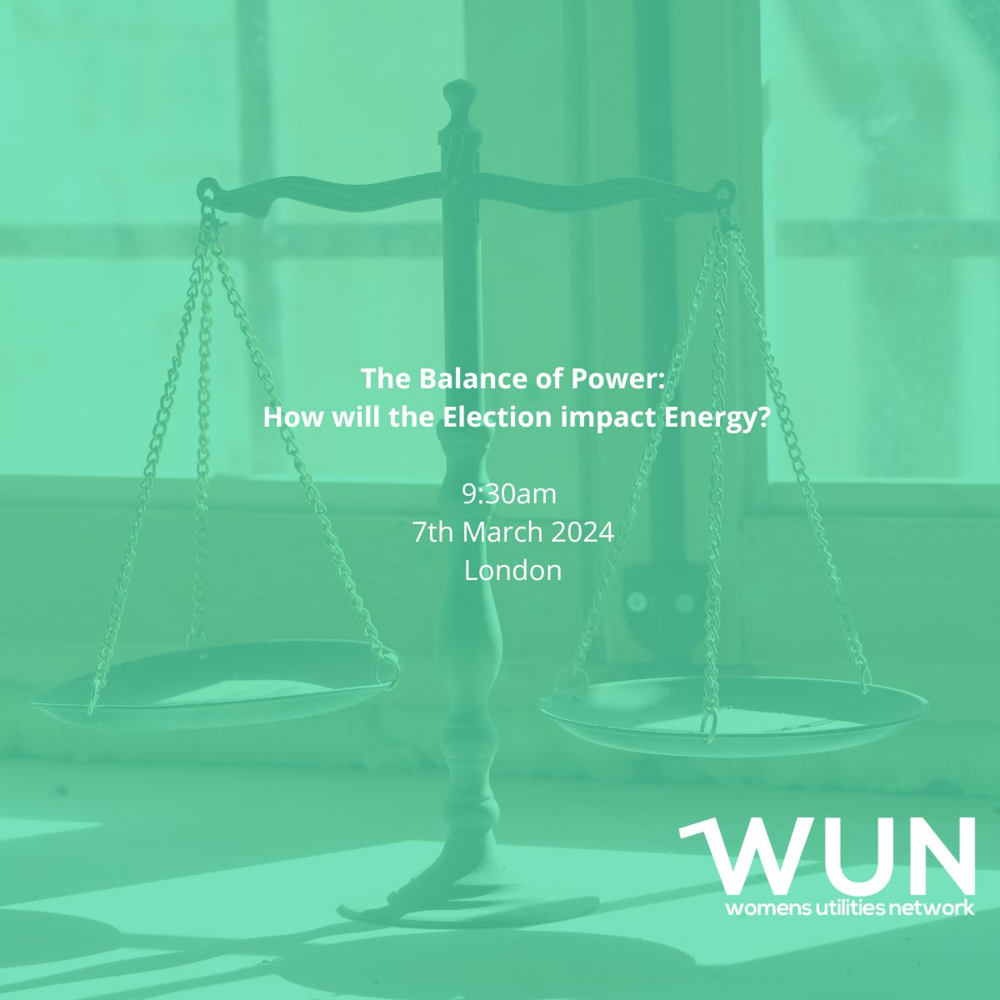 The Balance of Power:
How will the Election impact Energy?
9:30am
7th March 2024
London
WUN
womens utilities network